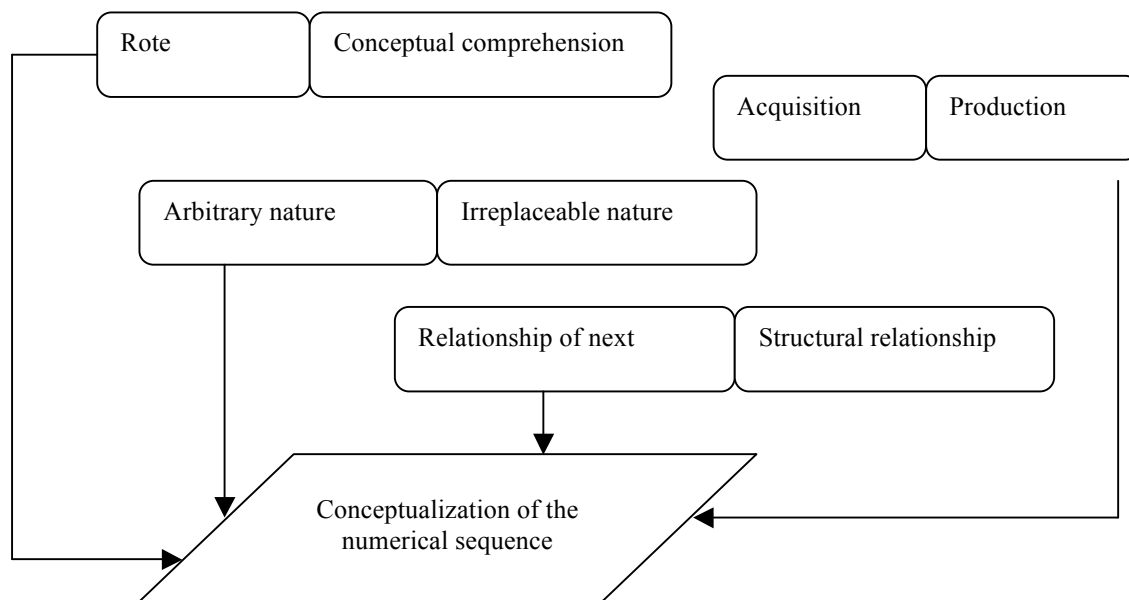 Rote
Conceptual comprehension
Acquisition
Production
Arbitrary nature
Irreplaceable nature
Relationship of next
Structural relationship
Conceptualization of the
numerical sequence